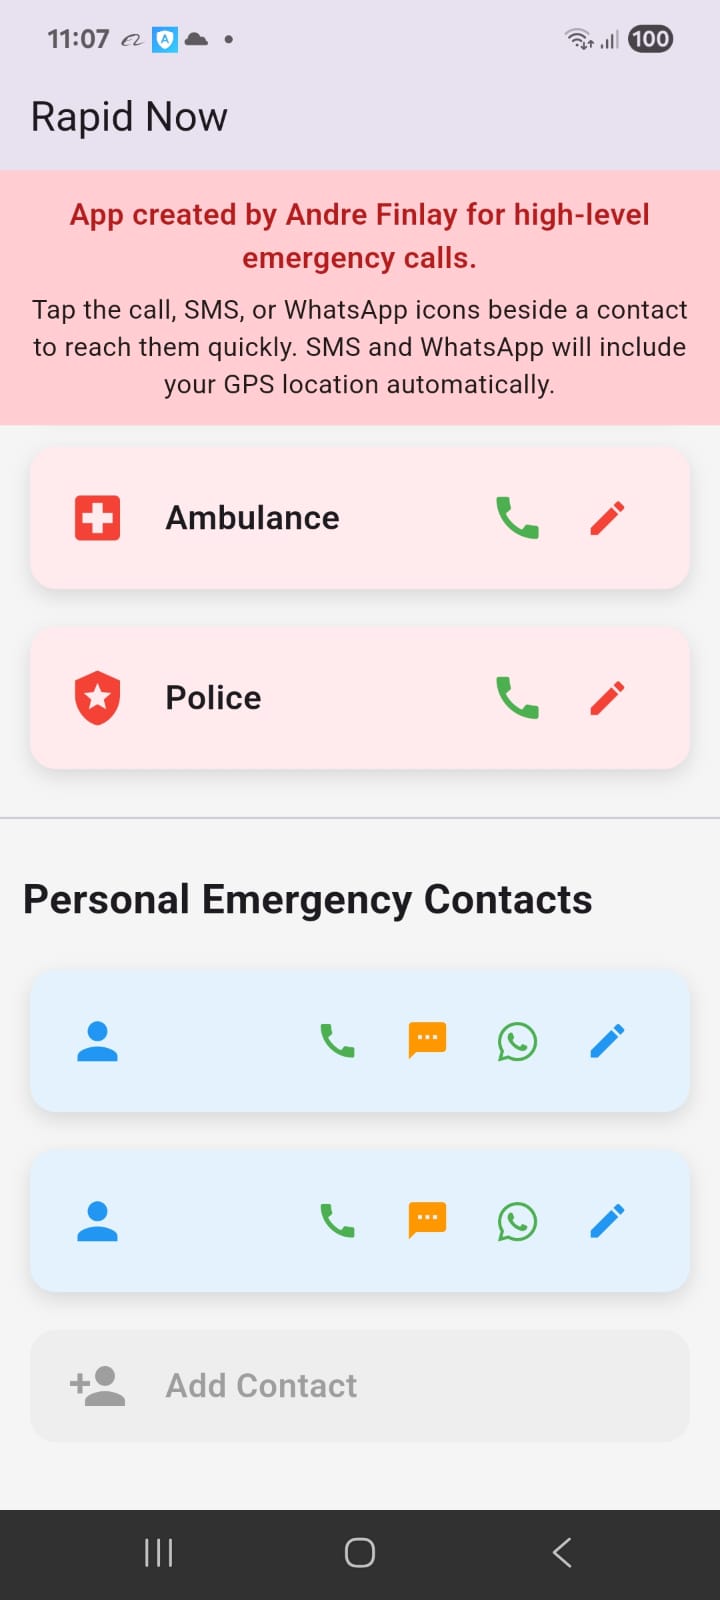 11:07
100
Rapid Now
App created by Andre Finlay for high-level
emergency calls.
Tap the call, SMS, or WhatsApp icons beside a contact
to reach them quickly. SMS and WhatsApp will include
your GPS location automatically.
Ambulance
Police
Personal Emergency Contacts
Add Contact